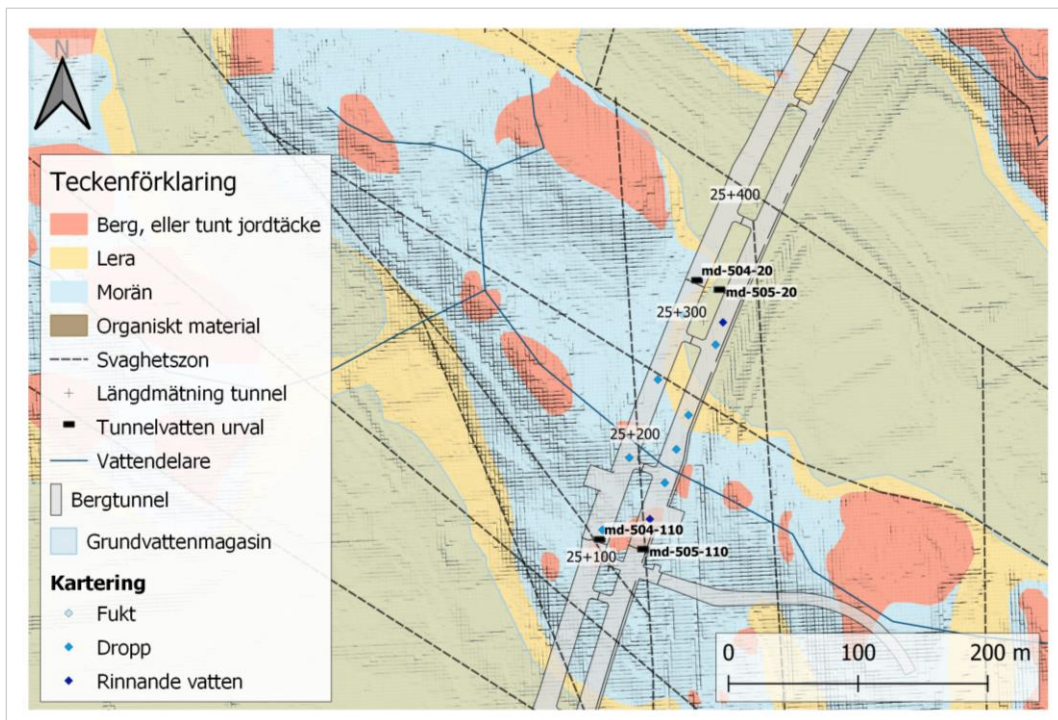 N
Teckenförklaring
Berg, eller tunt jordtäcke
Lera
Morän
Organiskt material
Svaghetszon
Längdmätning tunnel
Tunnelvatten urval
Vattendelare
Bergtunnel
Grundvattenmagasin
Kartering
Fukt
Dropp
Rinnande vatten
25+400
md-504-20
md-505-20
25+300
25+200
md-504-110
md-505-110
25+100
0 100 200 m